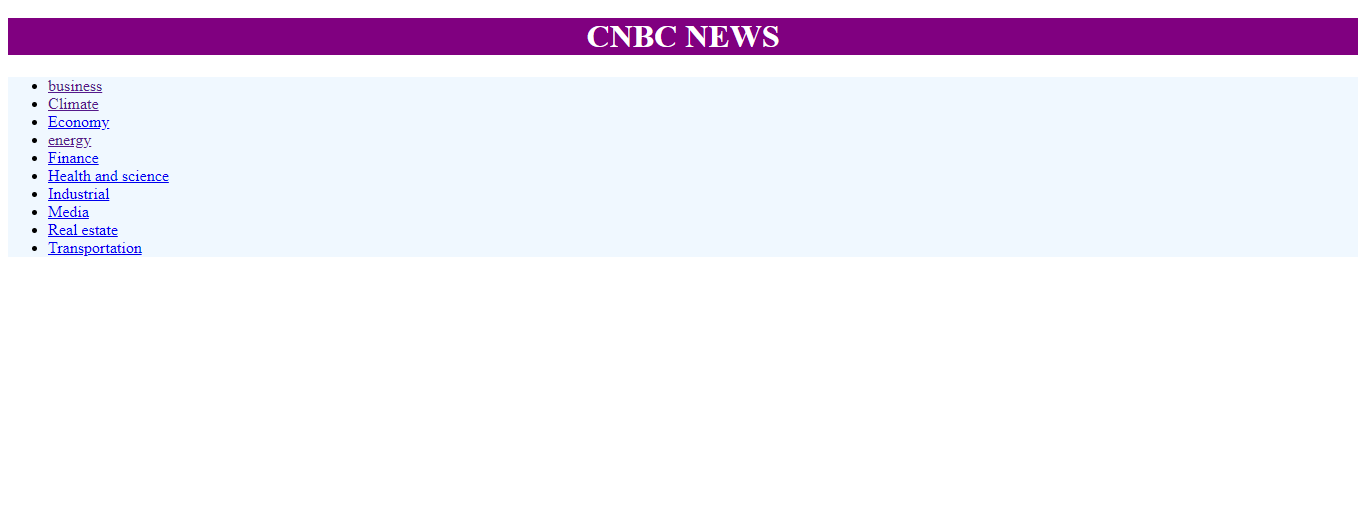 CNBC NEWS
business
Climate
Economy
energy
Finance
Health and science
Industrial
Media
Real estate
Transportation